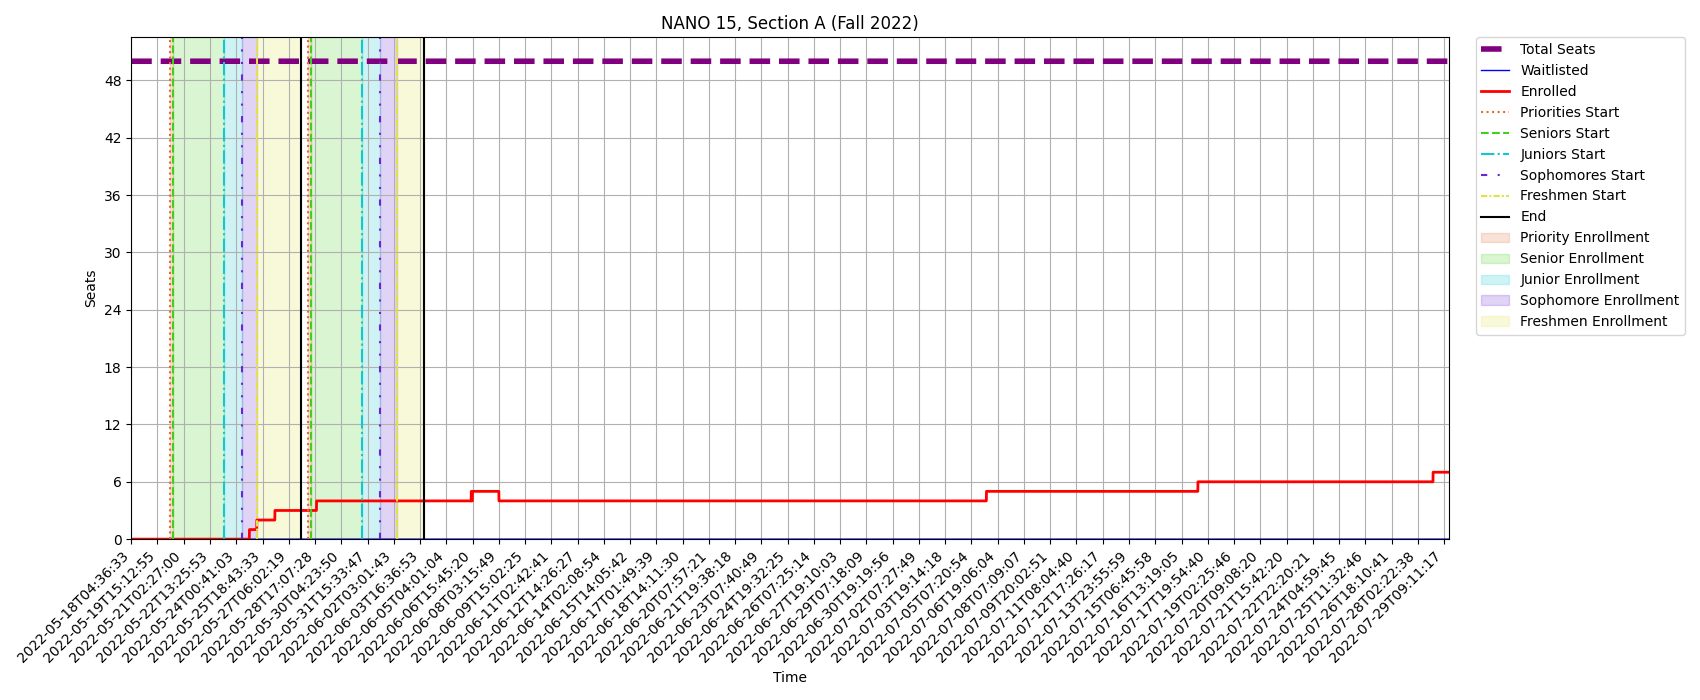 NANO 15, Section A (Fall 2022)
Seats
48
42
36
30
24
18
12
6
0
2022-05-18T04:36:33
2022-05-19T15:12:55
2022-05-21T02:27:00
2022-05-22T13:25:53
2022-05-24T00:41:03
2022-05-25T18:43:33
2022-05-27T06:02:19
2022-05-28T17:07:28
2022-05-30T04:23:50
2022-05-31T15:33:47
2022-06-02T03:01:43
2022-06-03T16:36:53
2022-06-05T04:01:04
2022-06-06T15:45:20
2022-06-08T03:15:49
2022-06-09T15:02:25
2022-06-11T02:42:41
2022-06-12T14:26:27
2022-06-14T02:08:54
2022-06-15T14:05:42
2022-06-17T01:49:39
2022-06-18T14:11:30
2022-06-20T07:57:21
2022-06-21T19:38:18
2022-06-23T07:40:49
2022-06-24T19:32:25
2022-06-26T07:25:14
2022-06-27T19:10:03
2022-06-29T07:18:09
2022-06-30T19:19:56
2022-07-02T07:27:49
2022-07-03T19:14:18
2022-07-05T07:20:54
2022-07-06T19:06:04
2022-07-08T07:09:07
2022-07-09T20:02:51
2022-07-11T08:04:40
2022-07-12T17:26:17
2022-07-13T23:55:59
2022-07-15T06:45:58
2022-07-16T13:19:05
2022-07-17T19:54:40
2022-07-19T02:25:46
2022-07-20T09:08:20
2022-07-21T15:42:20
2022-07-22T22:20:21
2022-07-24T04:59:45
2022-07-25T11:32:46
2022-07-26T18:10:41
2022-07-28T02:22:38
2022-07-29T09:11:17
Time
Total Seats
Waitlisted
Enrolled
Priorities Start
Seniors Start
Juniors Start
Sophomores Start
Freshmen Start
End
Priority Enrollment
Senior Enrollment
Junior Enrollment
Sophomore Enrollment
Freshmen Enrollment